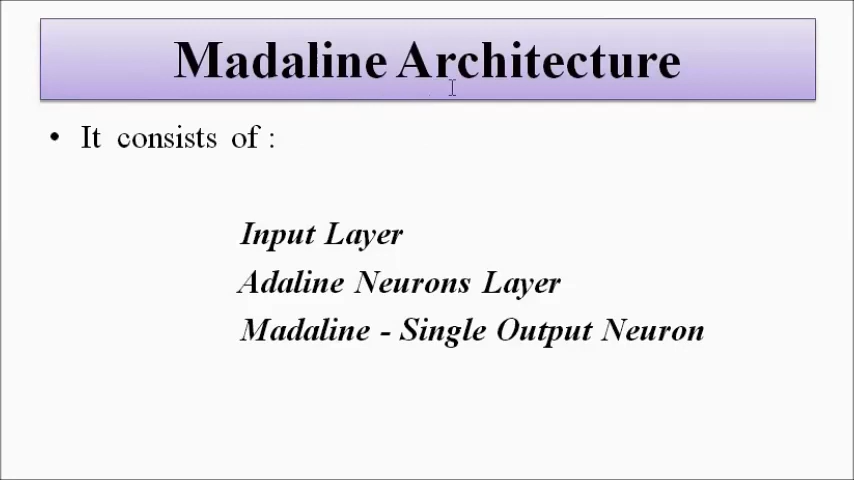 Madaline Architecture
• It consists of :
Input Layer
Adaline Neurons Layer
Madaline - Single Output Neuron